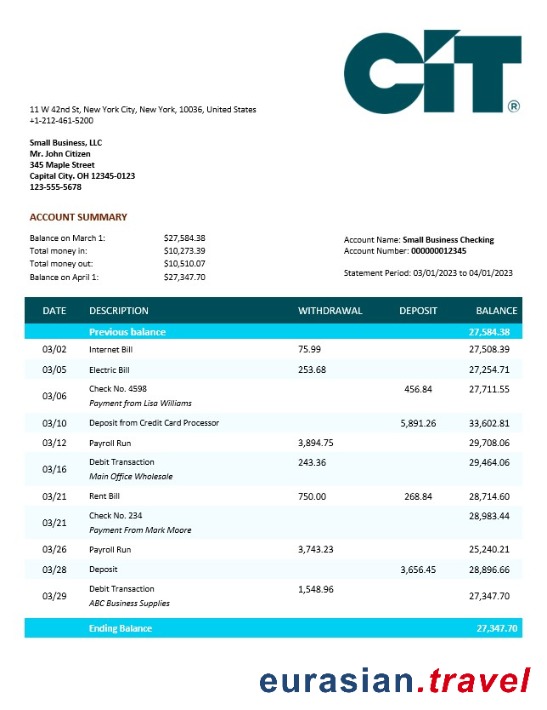 CIT®
11 W 42nd St, New York City, New York, 10036, United States
+1-212-461-5200
Small Business, LLC
Mr. John Citizen
345 Maple Street
Capital City. OH 12345-0123
123-555-5678
ACCOUNT SUMMARY
Balance on March 1: $27,584.38
Total money in: $10,273.39
Total money out: $10,510.07
Balance on April 1: $27,347.70
Account Name: Small Business Checking
Account Number: 000000012345
Statement Period: 03/01/2023 to 04/01/2023
DATE DESCRIPTION WITHDRAWAL DEPOSIT BALANCE
Previous balance 27,584.38
03/02 Internet Bill 75.99 27,508.39
03/05 Electric Bill 253.68 27,254.71
03/06 Check No. 4598 456.84 27,711.55
Payment from Lisa Williams
03/10 Deposit from Credit Card Processor 5,891.26 33,602.81
03/12 Payroll Run 3,894.75 29,708.06
03/16 Debit Transaction 243.36 29,464.06
Main Office Wholesale
03/21 Rent Bill 750.00 268.84 28,714.60
03/21 Check No. 234 28,983.44
Payment From Mark Moore
03/26 Payroll Run 3,743.23 25,240.21
03/28 Deposit 3,656.45 28,896.66
03/29 Debit Transaction 1,548.96 27,347.70
ABC Business Supplies
Ending Balance 27,347.70
eurasian.travel